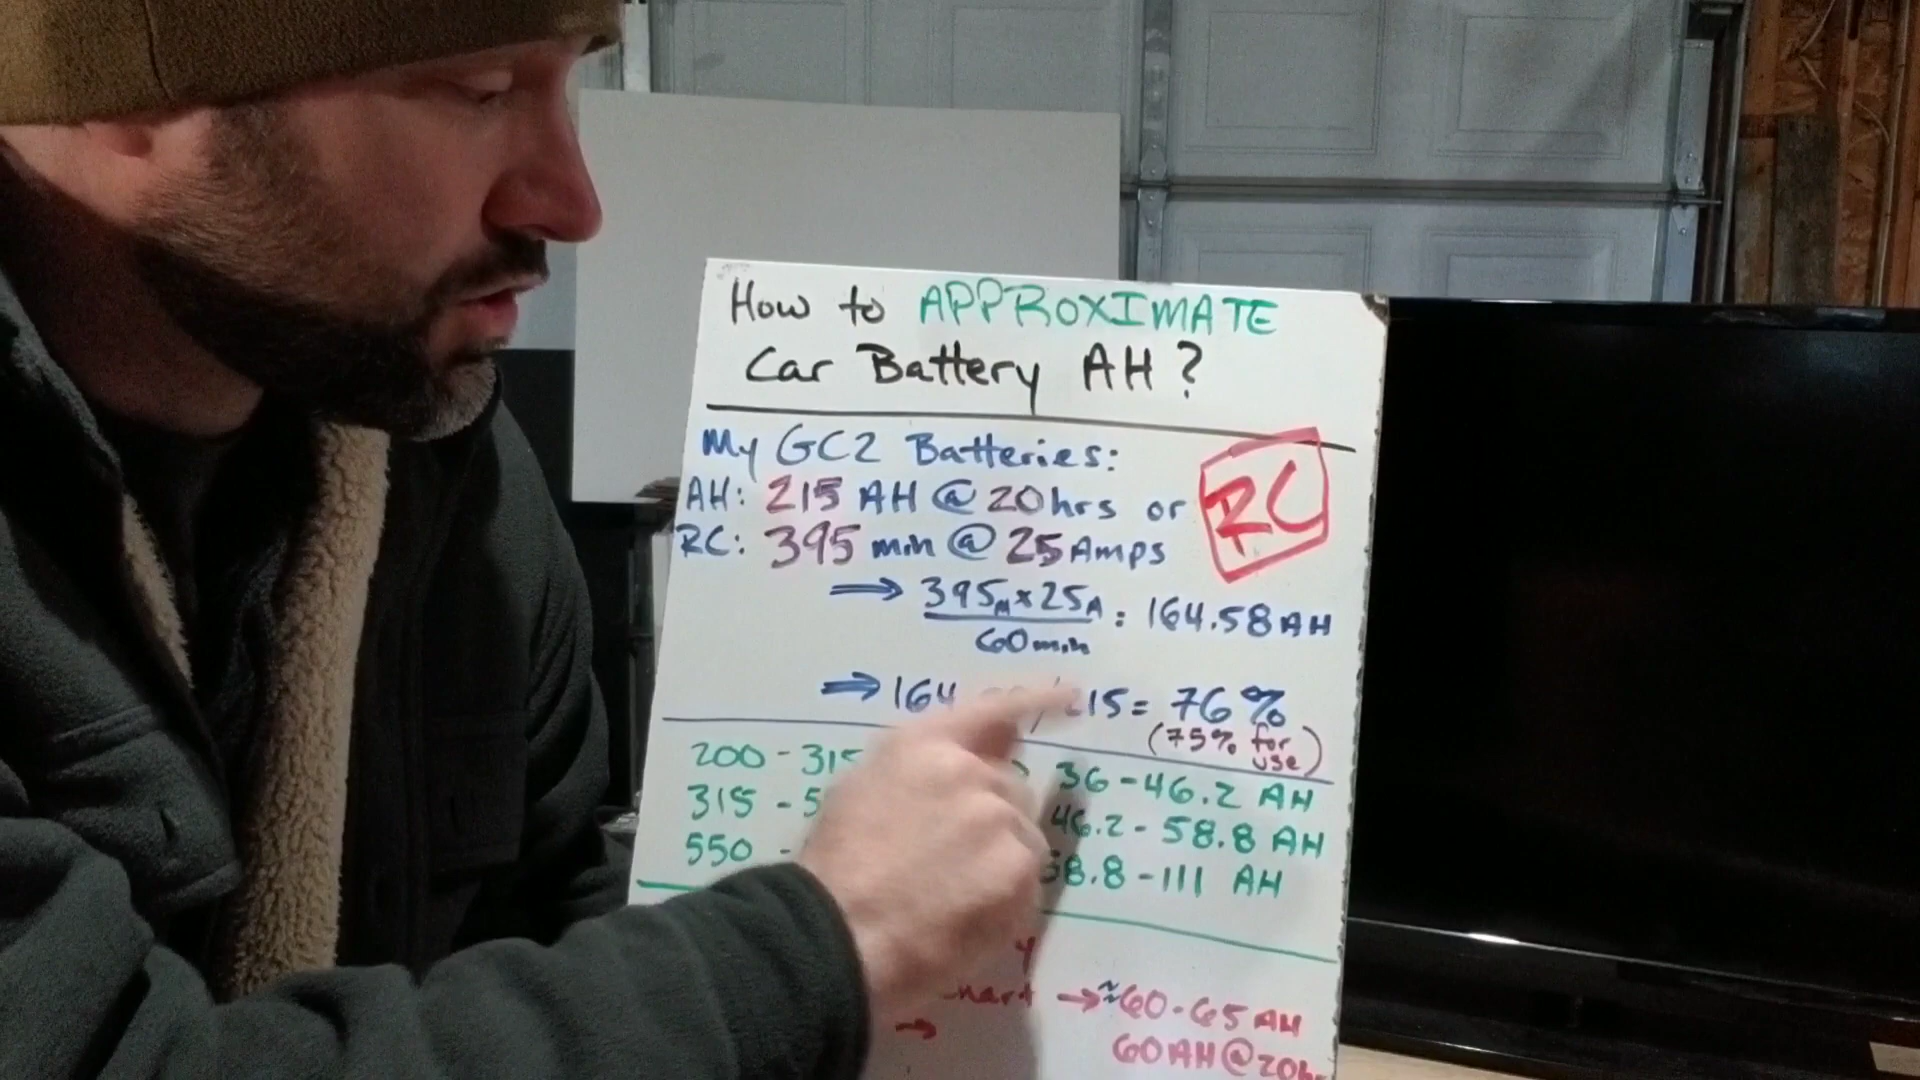 How to APPROXIMATE
Car Battery AH?
My GC2 Batteries:
AH: 215 AH @ 20hrs or
RC
RC: 395 min @ 25 Amps
⇒ 395M x 25A : 164.58 AH
60 min
⇒ 164 /215 = 76%
(75% for use)
200 - 315 36 - 46.2 AH
315 - 5 46.2 - 58.8 AH
550 - 58.8 - 111 AH
→ ≈60-65 AH
→ 60 AH @ 20h